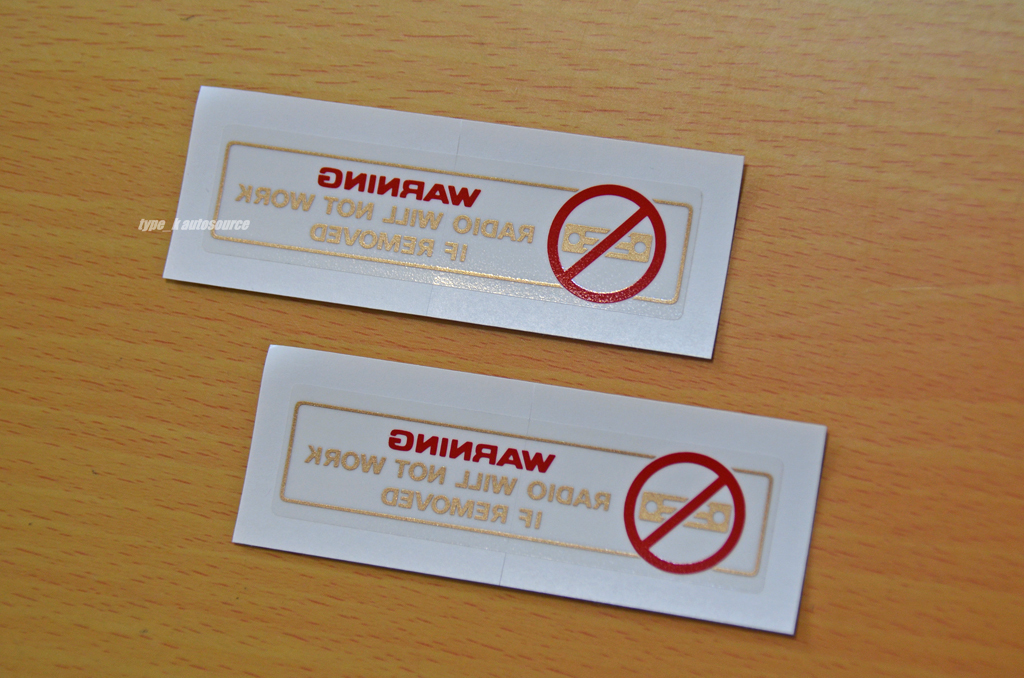 WARNING
RADIO WILL NOT WORK
IF REMOVED
type_k autosource
WARNING
RADIO WILL NOT WORK
IF REMOVED